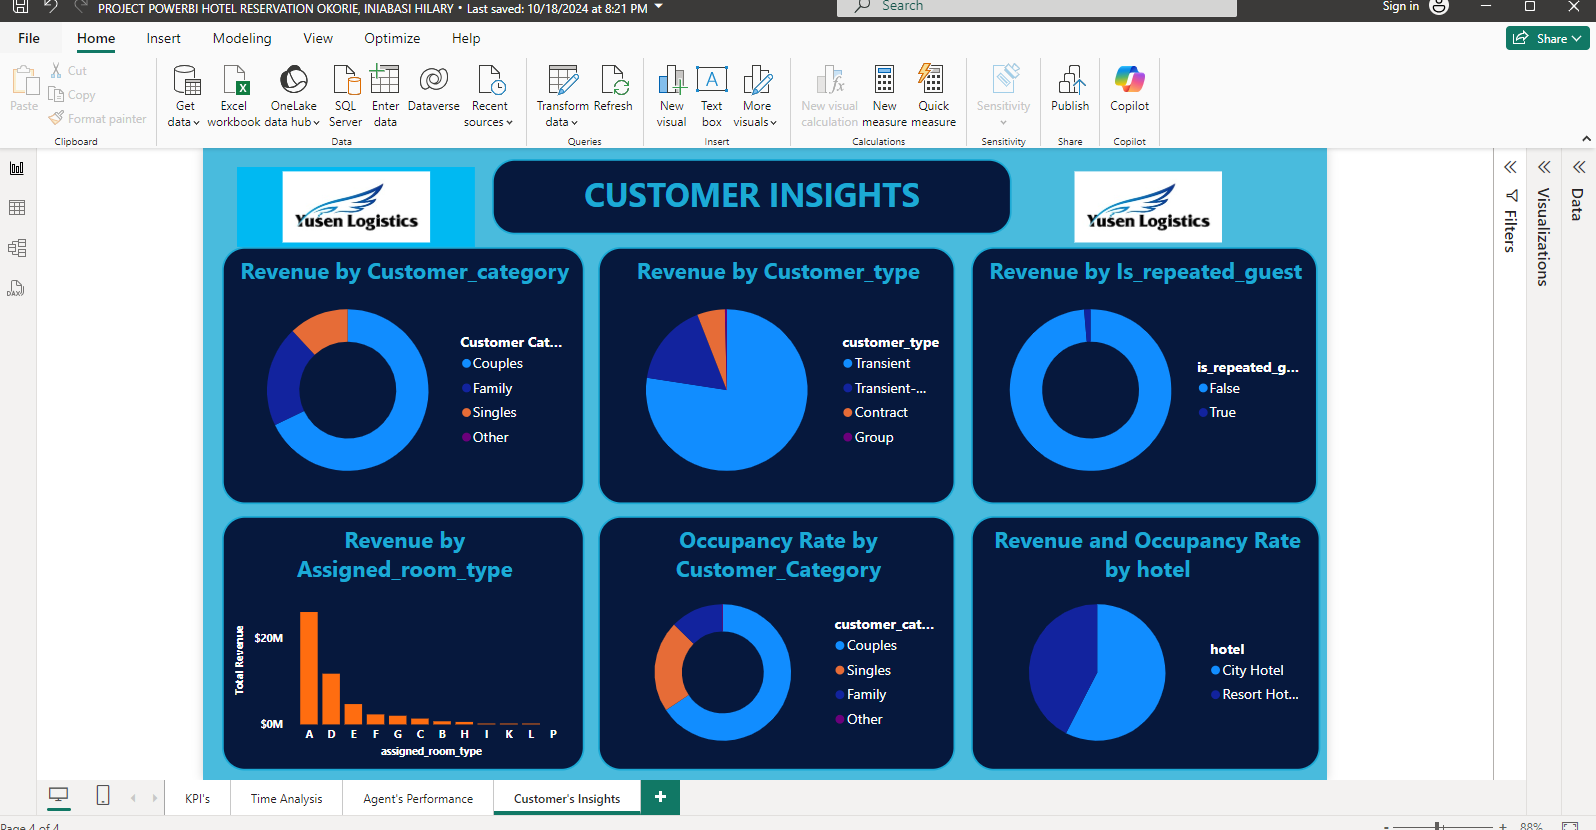 PROJECT POWERBI HOTEL RESERVATION OKORIE, INIABASI HILARY • Last saved: 10/18/2024 at 8:21 PM
Search
Sign in
File
Home
Insert
Modeling
View
Optimize
Help
Share
Paste
Cut
Copy
Format painter
Clipboard
Get data
Excel workbook
OneLake data hub
SQL Server
Enter data
Dataverse
Recent sources
Data
Transform data
Refresh
Queries
New visual
Text box
More visuals
Insert
New visual calculation
New measure
Quick measure
Calculations
Sensitivity
Sensitivity
Publish
Share
Copilot
Copilot
DAX
Yusen Logistics
CUSTOMER INSIGHTS
Yusen Logistics
Filters
Visualizations
Data
Revenue by Customer_category
Customer Cat...
Couples
Family
Singles
Other
Revenue by Customer_type
customer_type
Transient
Transient-...
Contract
Group
Revenue by Is_repeated_guest
is_repeated_g...
False
True
Revenue by
Assigned_room_type
Total Revenue
$20M
$0M
A D E F G C B H I K L P
assigned_room_type
Occupancy Rate by
Customer_Category
customer_cat...
Couples
Singles
Family
Other
Revenue and Occupancy Rate
by hotel
hotel
City Hotel
Resort Hot...
KPI's
Time Analysis
Agent's Performance
Customer's Insights
+
Page 4 of 4
- + 88%